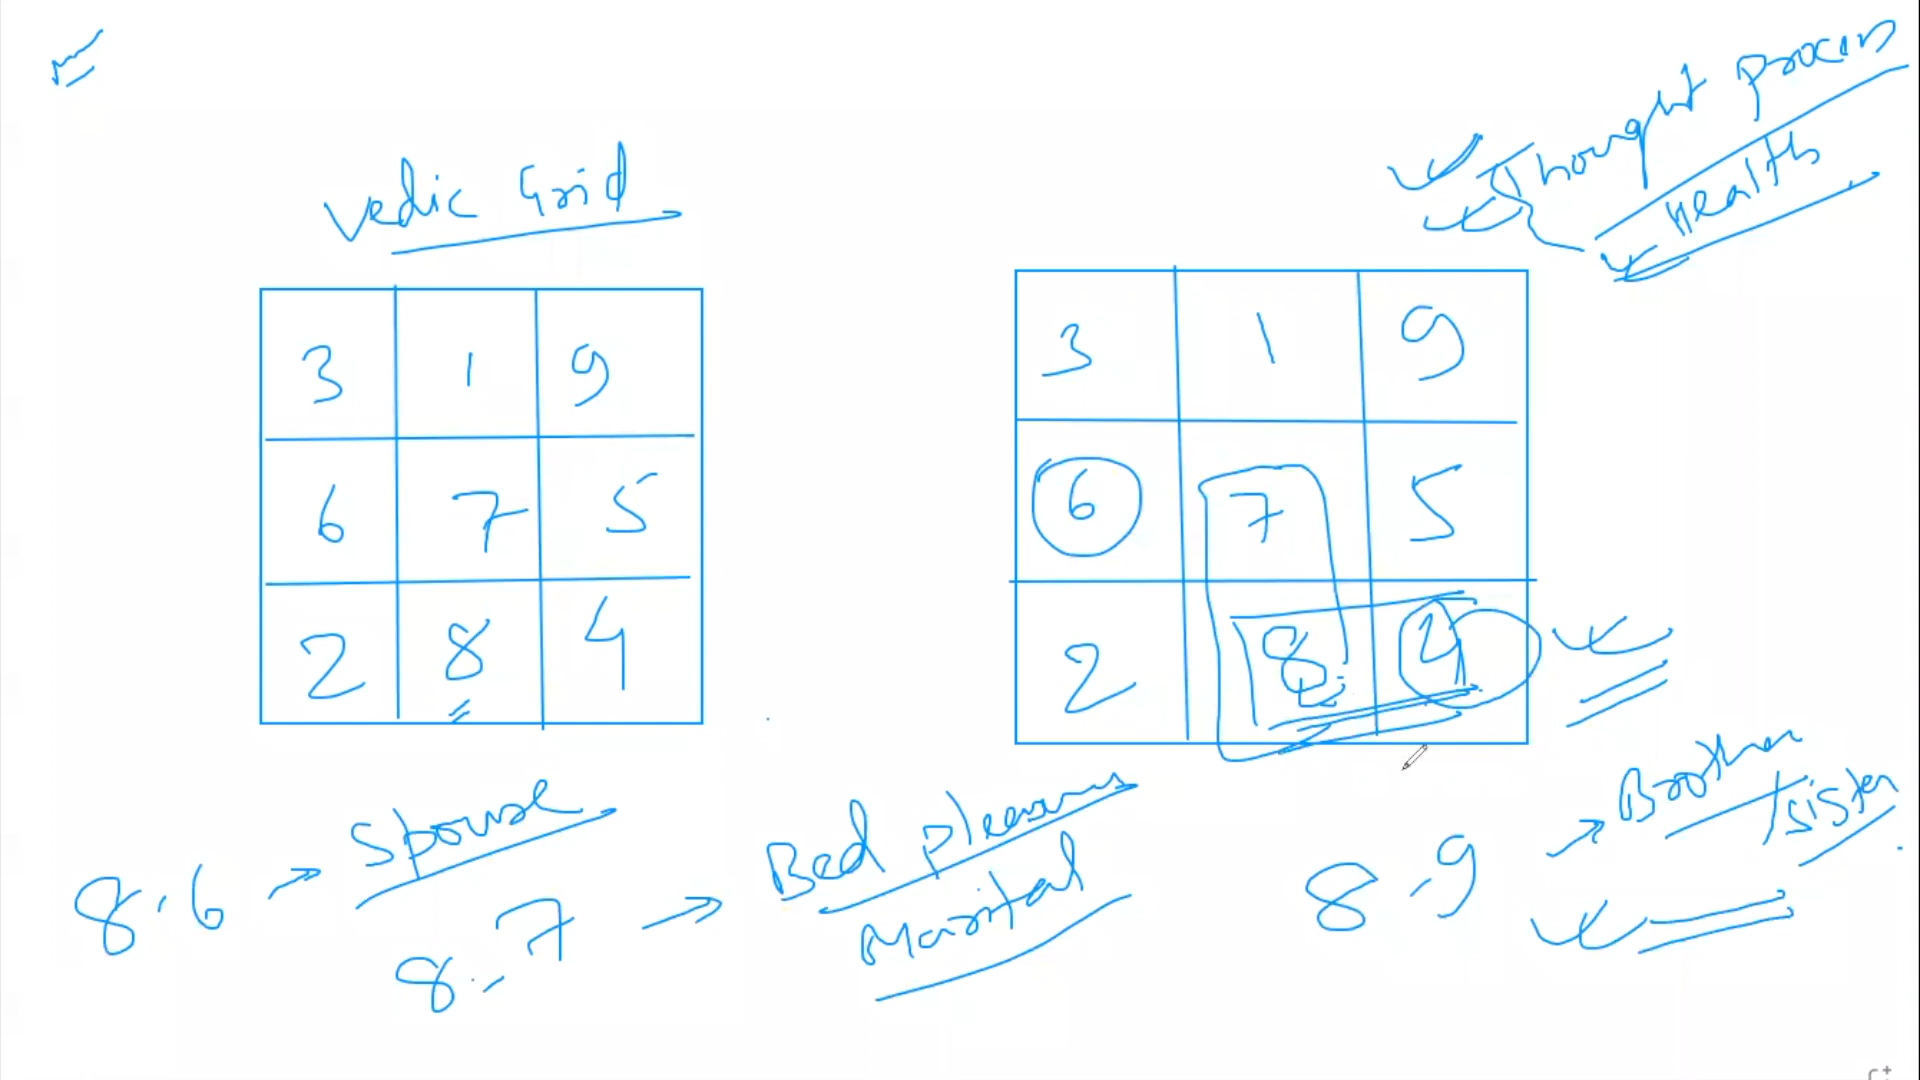 Vedic Grid
3 1 9
6 7 5
2 8 4
Thought Process
Health
3 1 9
6 7 5
2 8 4
8.6 → Spouse
8.-7 → Bed pleasures
Marital
8-9 → Brother
/sister